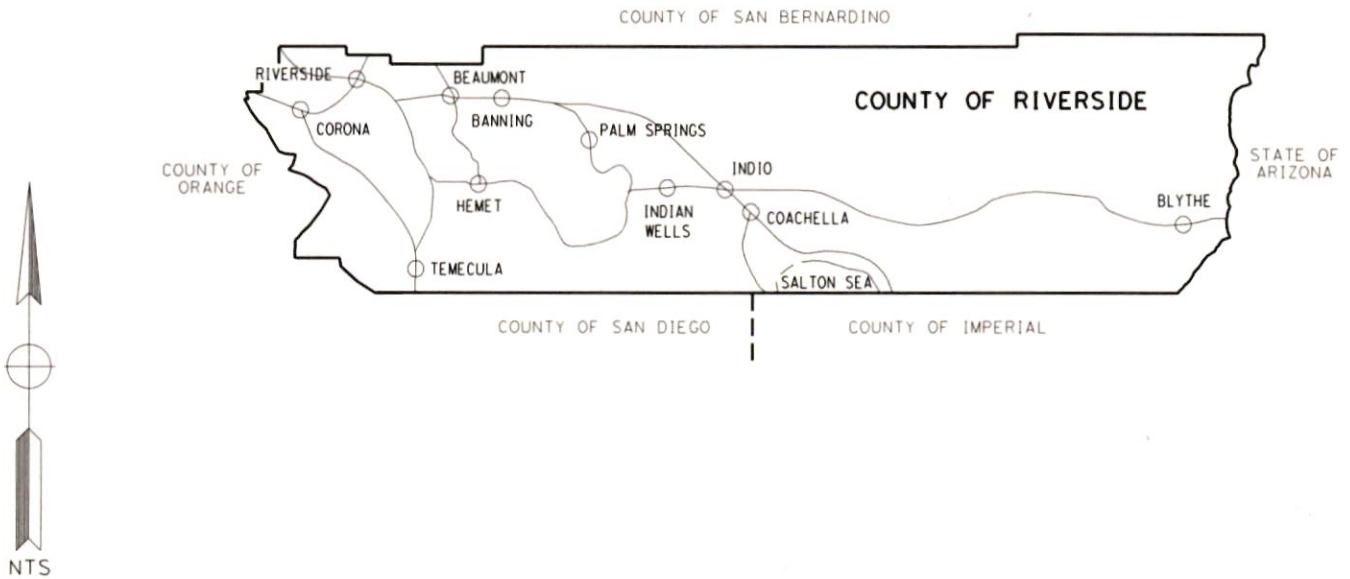 COUNTY OF SAN BERNARDINO
RIVERSIDE
BEAUMONT
COUNTY OF RIVERSIDE
BANNING
CORONA
PALM SPRINGS
COUNTY OF
ORANGE
STATE OF
ARIZONA
INDIO
HEMET
INDIAN
WELLS
COACHELLA
BLYTHE
TEMECULA
SALTON SEA
COUNTY OF SAN DIEGO
COUNTY OF IMPERIAL
NTS